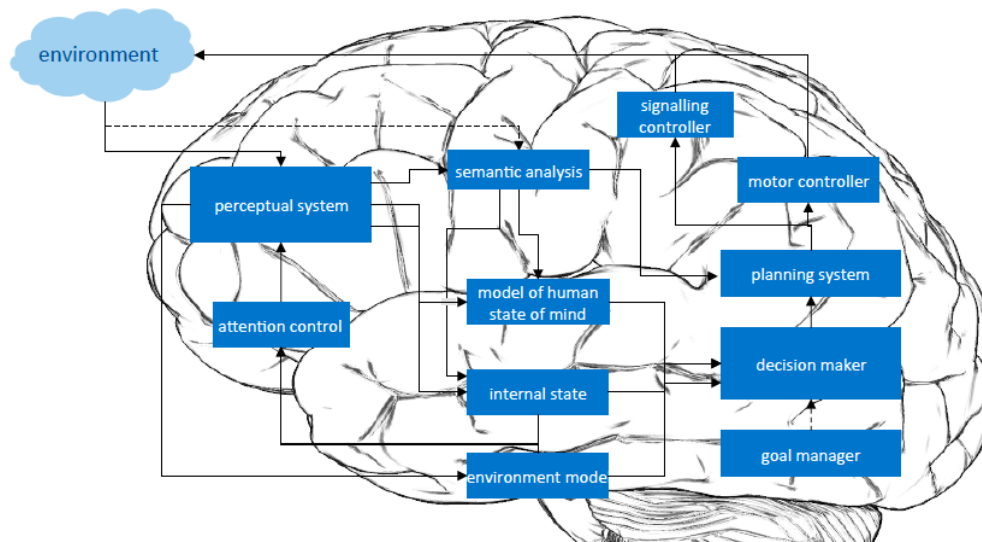 environment
signalling
controller
semantic analysis
motor controller
perceptual system
planning system
model of human
state of mind
attention control
decision maker
internal state
goal manager
environment mode